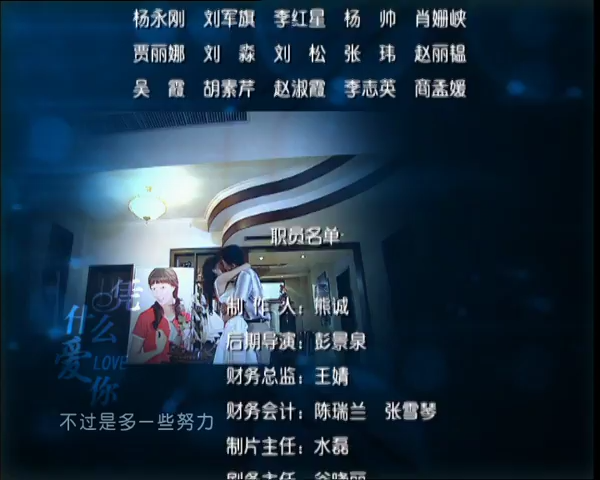 杨永刚 刘军旗 李红星 杨 帅 肖姗峡
贾丽娜 刘 淼 刘 松 张 玮 赵丽韫
吴 霞 胡素芹 赵淑霞 李志英 商孟媛
职员名单
制作人：熊诚
后期导演：彭景泉
财务总监：王婧
财务会计：陈瑞兰 张雪琴
制片主任：水磊
凭
什么
爱 LOVE
你
不过是多一些努力